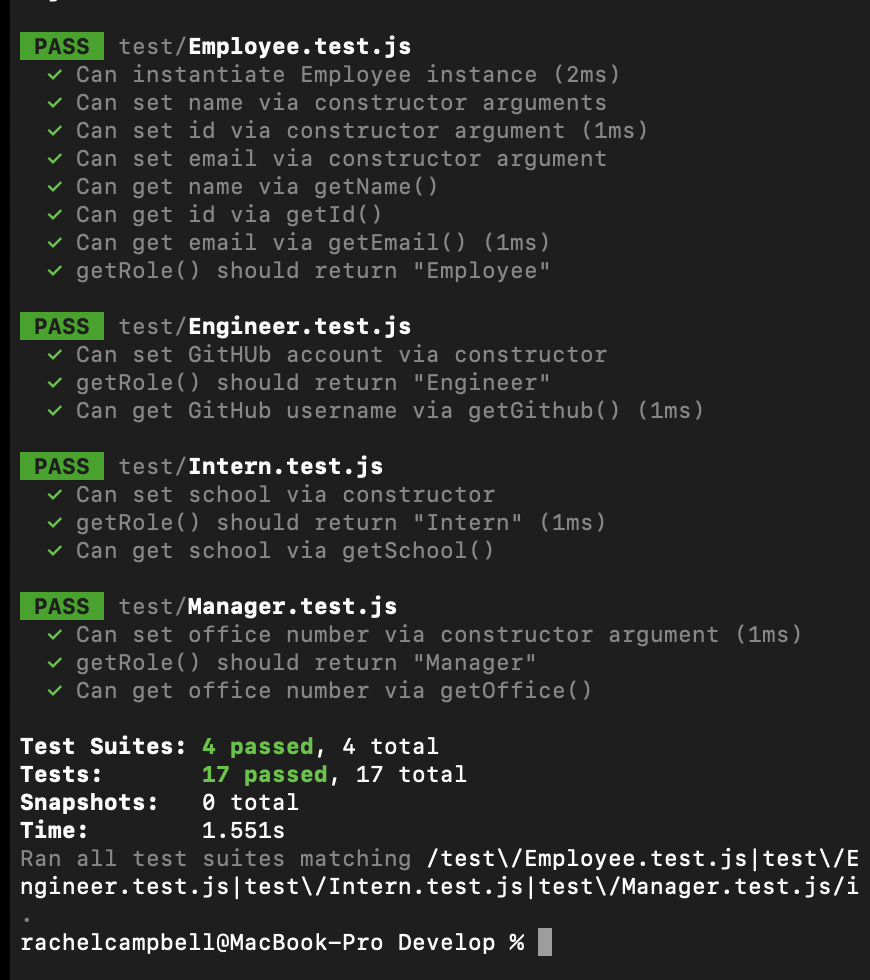 PASS test/Employee.test.js
✓ Can instantiate Employee instance (2ms)
✓ Can set name via constructor arguments
✓ Can set id via constructor argument (1ms)
✓ Can set email via constructor argument
✓ Can get name via getName()
✓ Can get id via getId()
✓ Can get email via getEmail() (1ms)
✓ getRole() should return "Employee"
PASS test/Engineer.test.js
✓ Can set GitHUb account via constructor
✓ getRole() should return "Engineer"
✓ Can get GitHub username via getGithub() (1ms)
PASS test/Intern.test.js
✓ Can set school via constructor
✓ getRole() should return "Intern" (1ms)
✓ Can get school via getSchool()
PASS test/Manager.test.js
✓ Can set office number via constructor argument (1ms)
✓ getRole() should return "Manager"
✓ Can get office number via getOffice()
Test Suites: 4 passed, 4 total
Tests: 17 passed, 17 total
Snapshots: 0 total
Time: 1.551s
Ran all test suites matching /test\/Employee.test.js|test\/E
ngineer.test.js|test\/Intern.test.js|test\/Manager.test.js/i
.
rachelcampbell@MacBook-Pro Develop %